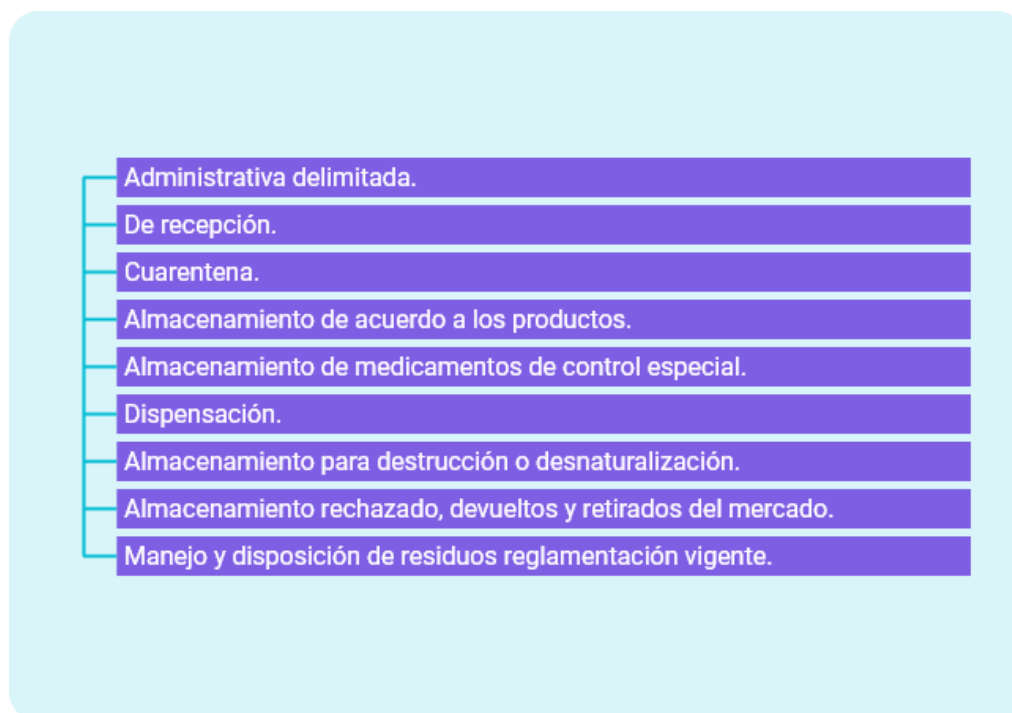 Administrativa delimitada.
De recepción.
Cuarentena.
Almacenamiento de acuerdo a los productos.
Almacenamiento de medicamentos de control especial.
Dispensación.
Almacenamiento para destrucción o desnaturalización.
Almacenamiento rechazado, devueltos y retirados del mercado.
Manejo y disposición de residuos reglamentación vigente.